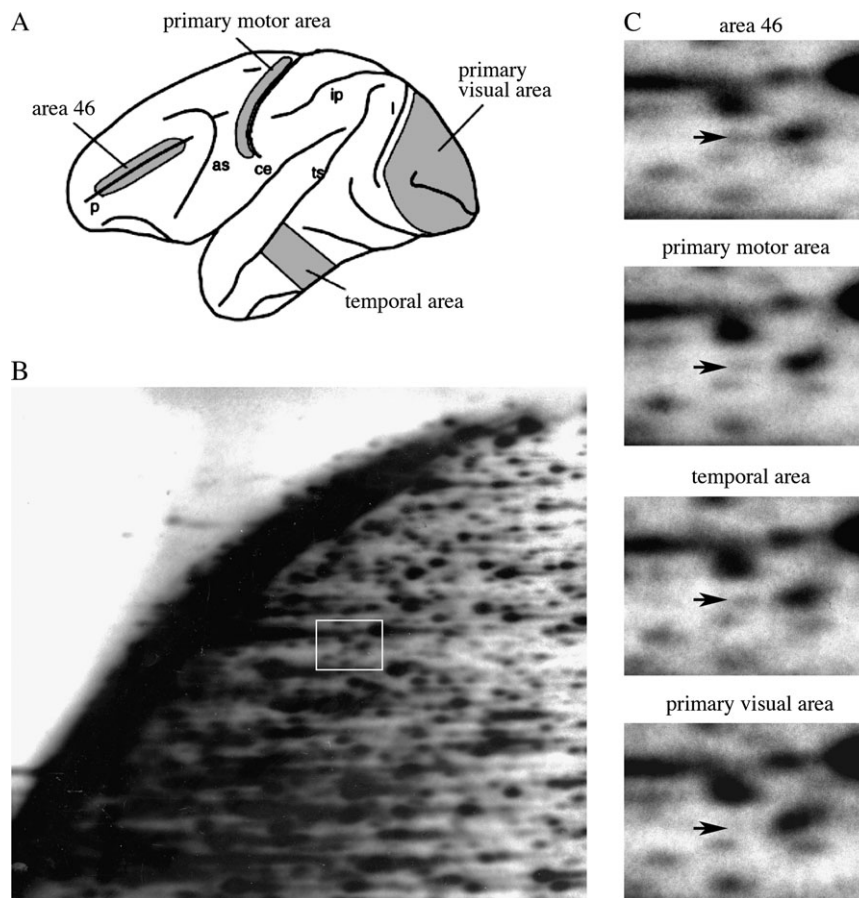 A
primary motor area
primary
visual area
area 46
ip
l
as
ce
ts
p
temporal area
B
C
area 46
primary motor area
temporal area
primary visual area